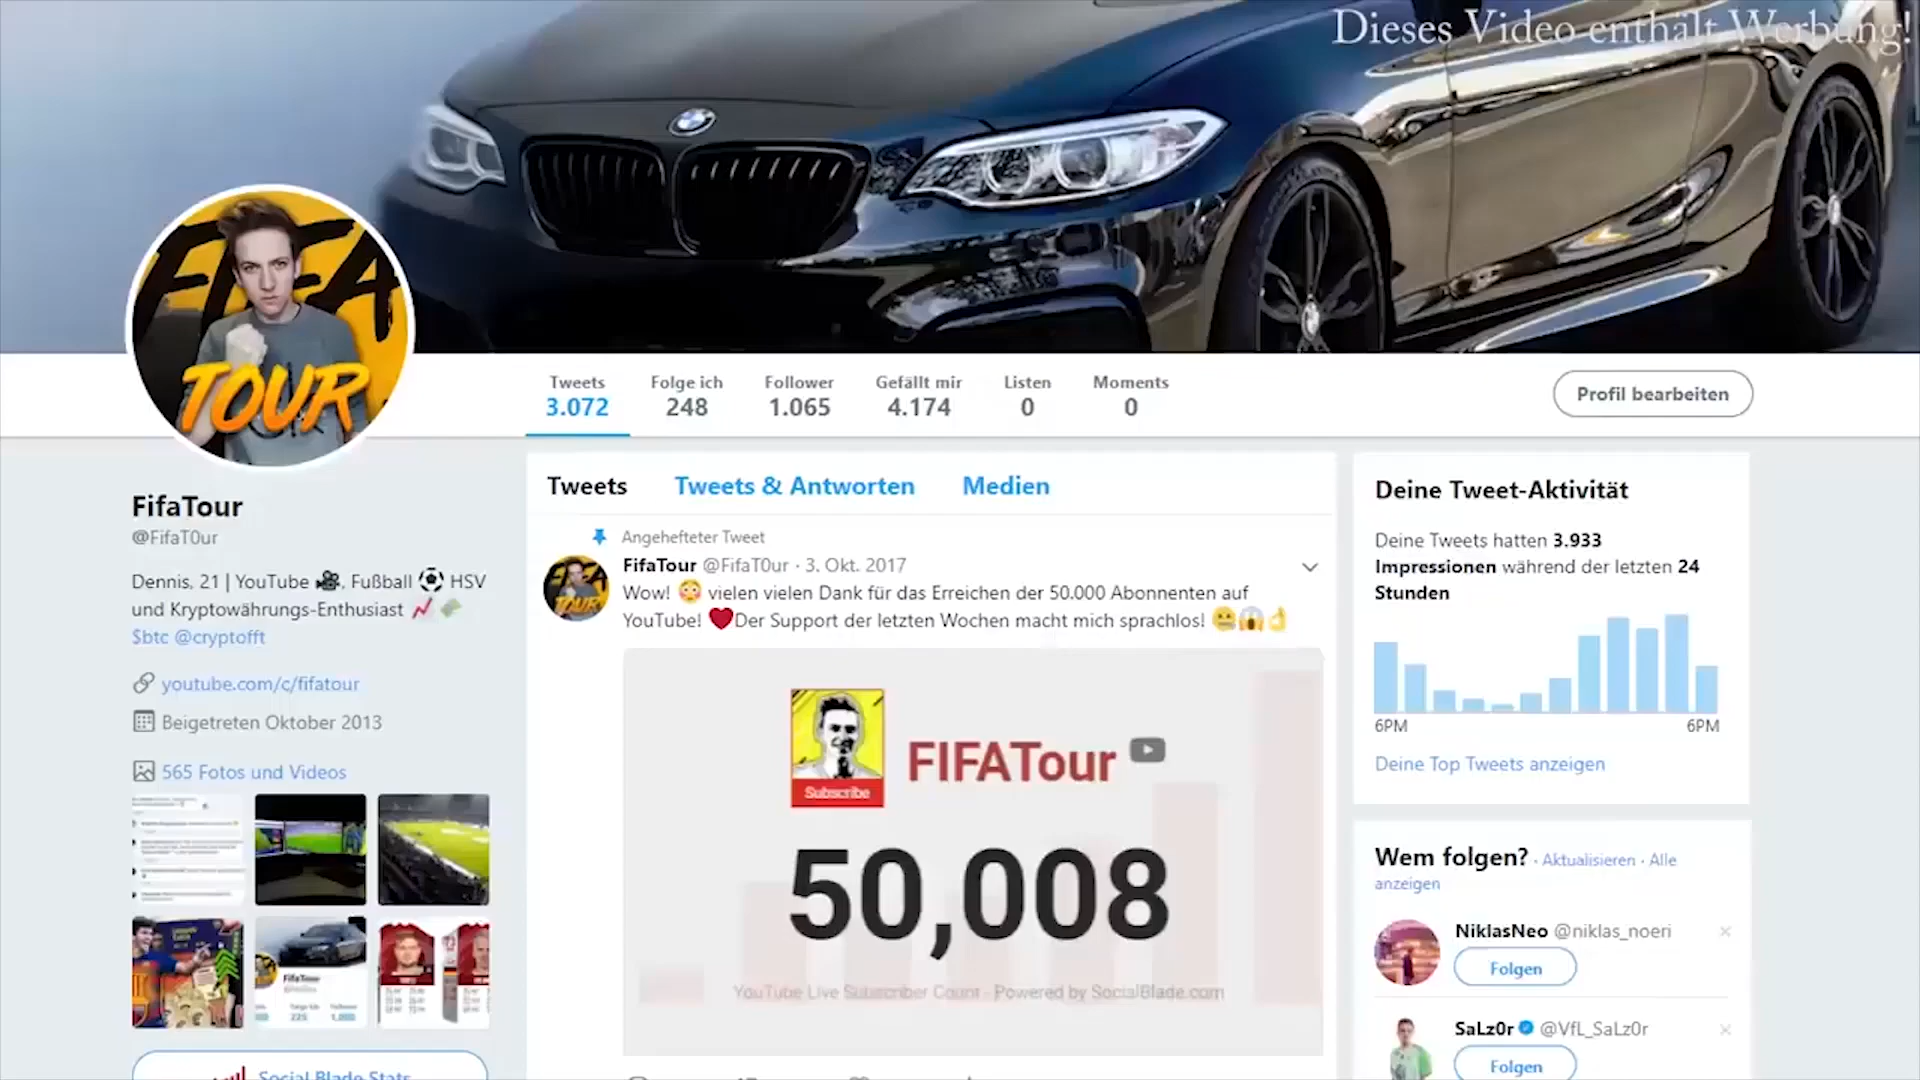 Dieses Video enthält Werbung!
FIFA
TOUR
Tweets
3.072
Folge ich
248
Follower
1.065
Gefällt mir
4.174
Listen
0
Moments
0
Profil bearbeiten
FifaTour
@FifaT0ur
Dennis, 21 | YouTube 🎥, Fußball ⚽ HSV
und Kryptowährungs-Enthusiast 📈 💸
$btc @cryptofft
youtube.com/c/fifatour
Beigetreten Oktober 2013
565 Fotos und Videos
Social Blade Stats
Tweets
Tweets & Antworten
Medien
Angehefteter Tweet
FifaTour @FifaT0ur · 3. Okt. 2017
Wow! 😳 vielen vielen Dank für das Erreichen der 50.000 Abonnenten auf
YouTube! ❤Der Support der letzten Wochen macht mich sprachlos! 🤐😱👌
Subscribe
FIFATour
50,008
YouTube Live Subscriber Count - Powered by SocialBlade.com
Deine Tweet-Aktivität
Deine Tweets hatten 3.933
Impressionen während der letzten 24
Stunden
6PM
6PM
Deine Top Tweets anzeigen
Wem folgen? · Aktualisieren · Alle
anzeigen
NiklasNeo @niklas_noeri
Folgen
SaLz0r @VfL_SaLz0r
Folgen